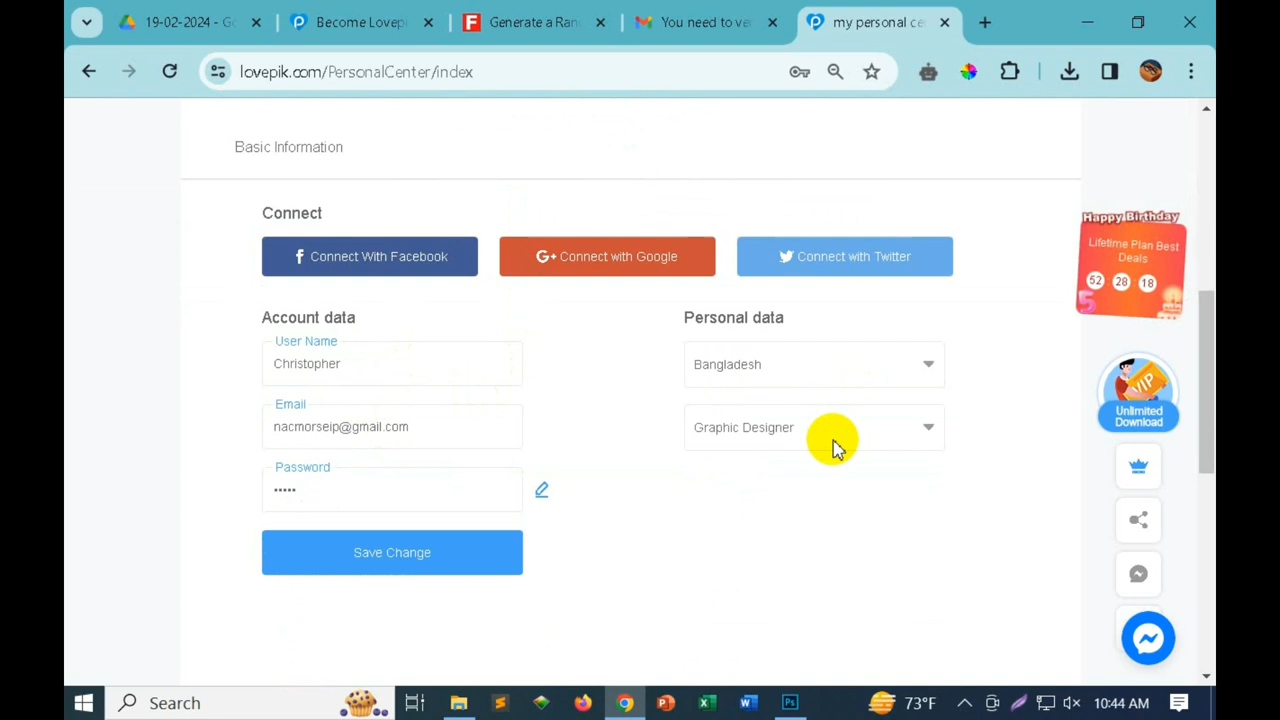 19-02-2024 - G
Become Lovep
Generate a Ran
You need to ve
my personal ce
lovepik.com/PersonalCenter/index
Basic Information
Connect
Connect With Facebook
G+ Connect with Google
Connect with Twitter
Account data
Personal data
User Name
Christopher
Bangladesh
Email
nacmorseip@gmail.com
Graphic Designer
Password
•••••
Save Change
Happy Birthday
Lifetime Plan Best
Deals
52 28 18
5
VIP
Unlimited
Download
Search
73°F
10:44 AM